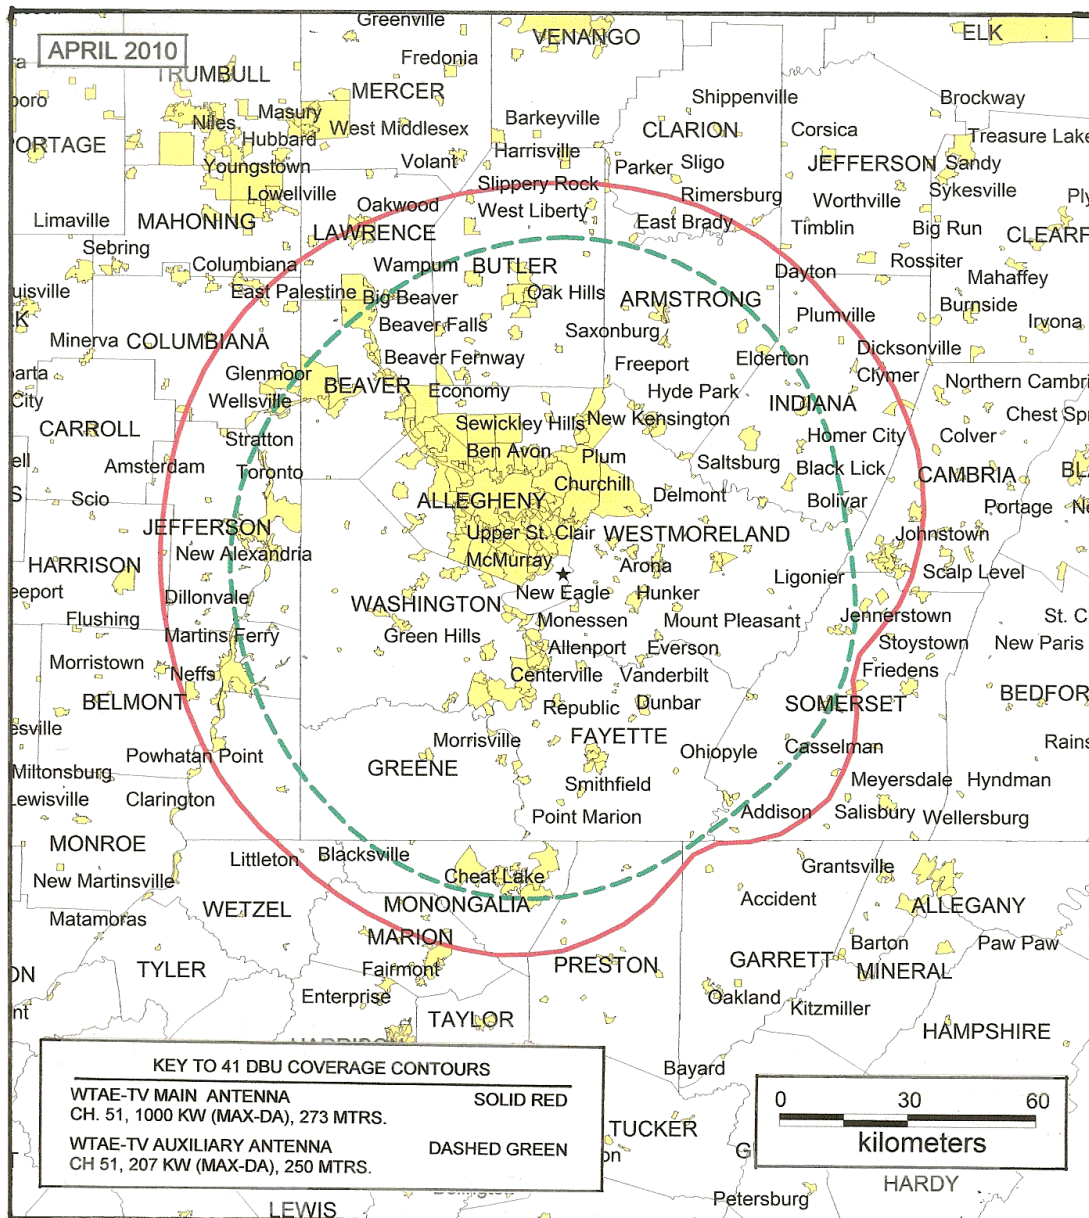 Greenville
VENANGO
ELK
APRIL 2010
Fredonia
TRUMBULL
MERCER
Shippenville
Brockway
Masury
Barkeyville
Niles
West Middlesex
CLARION
Corsica
Treasure Lake
Hubbard
PORTAGE
Harrisville
Volant
Parker
Sligo
JEFFERSON
Sandy
Youngstown
Slippery Rock
Rimersburg
Sykesville
Lowellville
Oakwood
West Liberty
Worthville
Limaville
MAHONING
LAWRENCE
East Brady
Timblin
Big Run
CLEARF
Sebring
Columbiana
Wampum
BUTLER
Dayton
Rossiter
Mahaffey
East Palestine
Big Beaver
Oak Hills
ARMSTRONG
Burnside
Plumville
Irvona
Beaver Falls
Saxonburg
Minerva
COLUMBIANA
Dicksonville
Beaver Fernway
Freeport
Elderton
Glenmoor
BEAVER
Economy
Clymer
Northern Cambri
Hyde Park
Wellsville
INDIANA
Chest Spr
CARROLL
Sewickley Hills
New Kensington
Stratton
Homer City
Colver
Ben Avon
Plum
Amsterdam
Toronto
Saltsburg
Black Lick
CAMBRIA
Churchill
Scio
ALLEGHENY
Delmont
Bolivar
Portage
JEFFERSON
Upper St. Clair
WESTMORELAND
Johnstown
New Alexandria
HARRISON
McMurray
Arona
Ligonier
Scalp Level
New Eagle
Hunker
Dillonvale
WASHINGTON
Flushing
Monessen
Mount Pleasant
Jennerstown
St. C
Martins Ferry
Green Hills
Allenport
Everson
Stoystown
New Paris
Morristown
Neffs
Centerville
Vanderbilt
Friedens
BELMONT
Republic
Dunbar
SOMERSET
BEDFOR
Morrisville
FAYETTE
Ohiopyle
Casselman
Rains
Powhatan Point
GREENE
Miltonsburg
Smithfield
Meyersdale
Hyndman
Lewisville
Clarington
Point Marion
Addison
Salisbury
Wellersburg
MONROE
Littleton
Blacksville
Grantsville
New Martinsville
Cheat Lake
Accident
Matambras
WETZEL
MONONGALIA
ALLEGANY
MARION
Barton
Paw Paw
TYLER
Fairmont
PRESTON
GARRETT
MINERAL
Enterprise
Oakland
Kitzmiller
TAYLOR
HAMPSHIRE
HARRISON
Bayard
KEY TO 41 DBU COVERAGE CONTOURS
WTAE-TV MAIN ANTENNA SOLID RED
CH. 51, 1000 KW (MAX-DA), 273 MTRS.
WTAE-TV AUXILIARY ANTENNA DASHED GREEN
CH 51, 207 KW (MAX-DA), 250 MTRS.
0 30 60
kilometers
TUCKER
HARDY
Petersburg
LEWIS